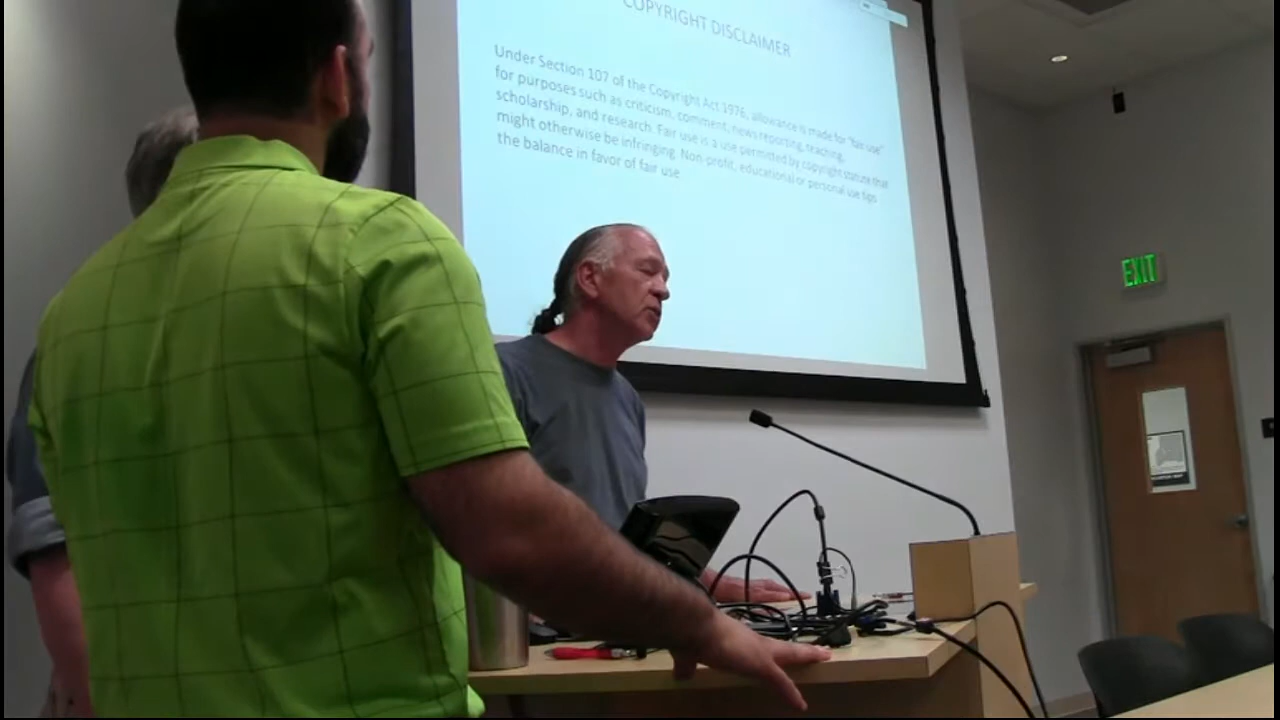 COPYRIGHT DISCLAIMER
Under Section 107 of the Copyright Act 1976, allowance is made for "fair use"
for purposes such as criticism, comment, news reporting, teaching,
scholarship, and research. Fair use is a use permitted by copyright statute that
might otherwise be infringing. Non-profit, educational or personal use tips
the balance in favor of fair use
EXIT